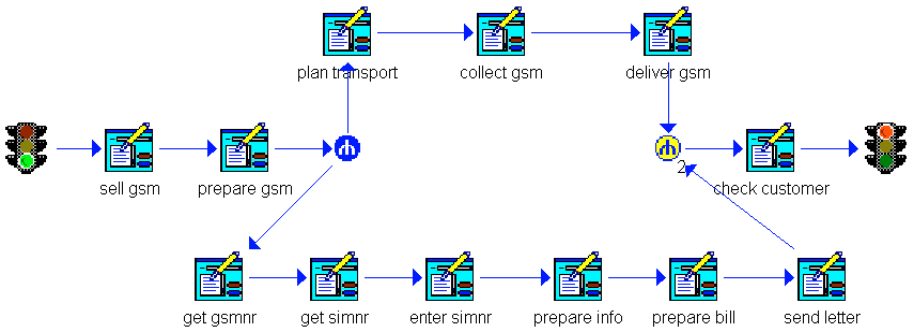 plan transport
collect gsm
deliver gsm
sell gsm
prepare gsm
2
check customer
get gsmnr
get simnr
enter simnr
prepare info
prepare bill
send letter